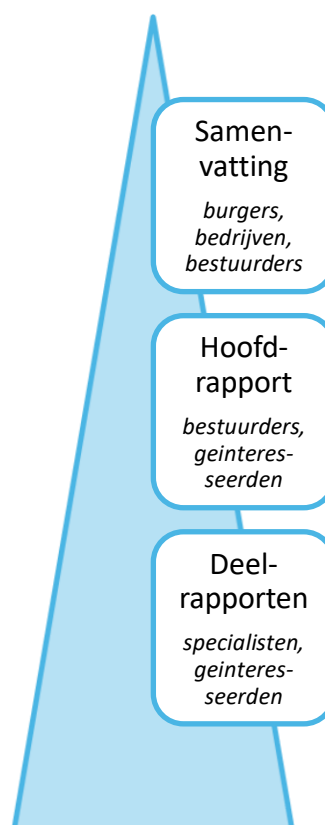 Samen-
vatting
burgers,
bedrijven,
bestuurders
Hoofd-
rapport
bestuurders,
geinteres-
seerden
Deel-
rapporten
specialisten,
geinteres-
seerden